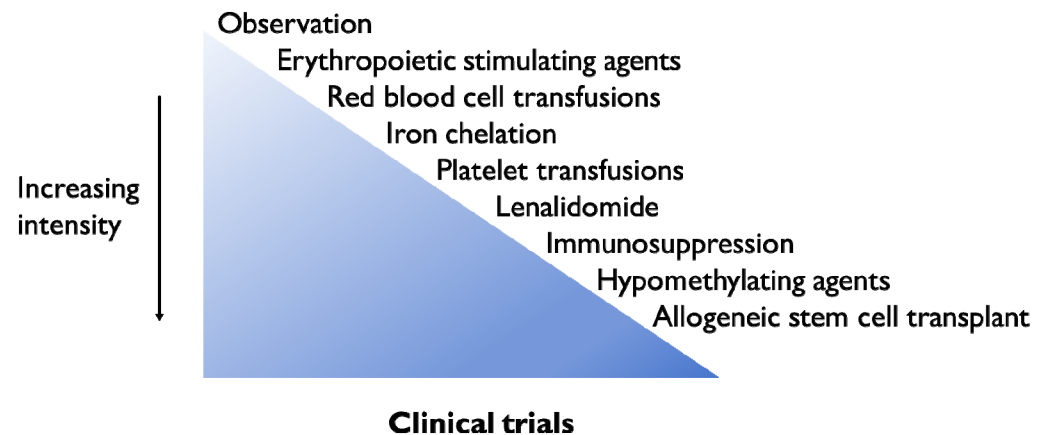 Observation
Erythropoietic stimulating agents
Red blood cell transfusions
Iron chelation
Platelet transfusions
Lenalidomide
Immunosuppression
Hypomethylating agents
Allogeneic stem cell transplant
Increasing
intensity
Clinical trials